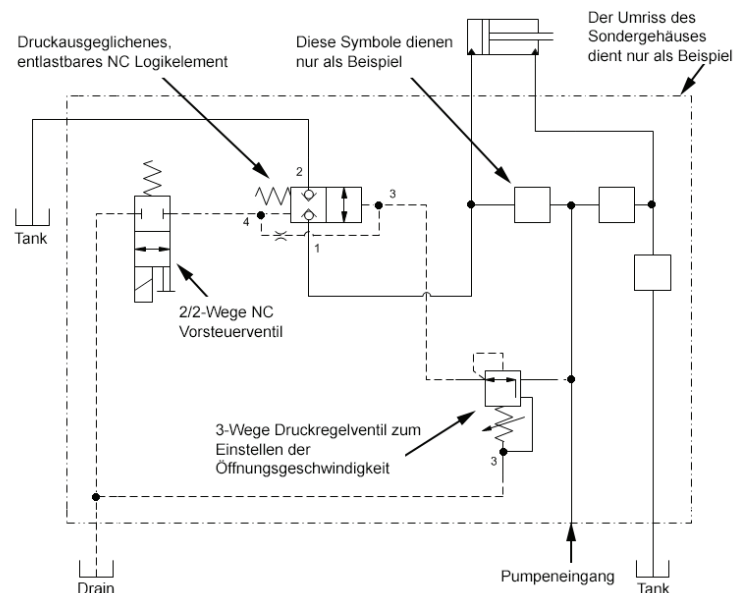 Druckausgeglichenes,
entlastbares NC Logikelement
Diese Symbole dienen
nur als Beispiel
Der Umriss des
Sondergehäuses
dient nur als Beispiel
2
3
4
1
Tank
2/2-Wege NC
Vorsteuerventil
3-Wege Druckregelventil zum
Einstellen der
Öffnungsgeschwindigkeit
3
Pumpeneingang
Drain
Tank